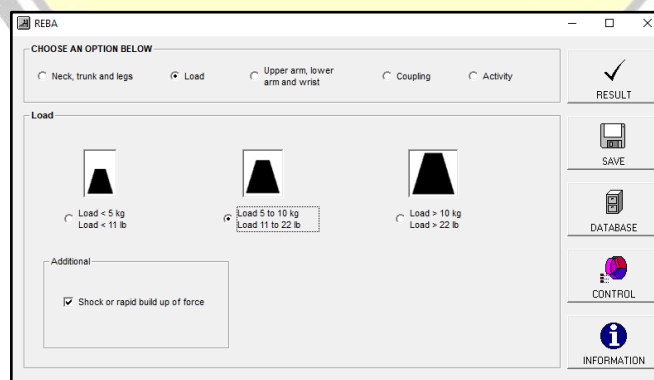 REBA
CHOOSE AN OPTION BELOW
Neck, trunk and legs
Load
Upper arm, lower
arm and wrist
Coupling
Activity
RESULT
Load
SAVE
Load < 5 kg
Load < 11 lb
Load 5 to 10 kg
Load 11 to 22 lb
Load > 10 kg
Load > 22 lb
DATABASE
Additional
Shock or rapid build up of force
CONTROL
INFORMATION